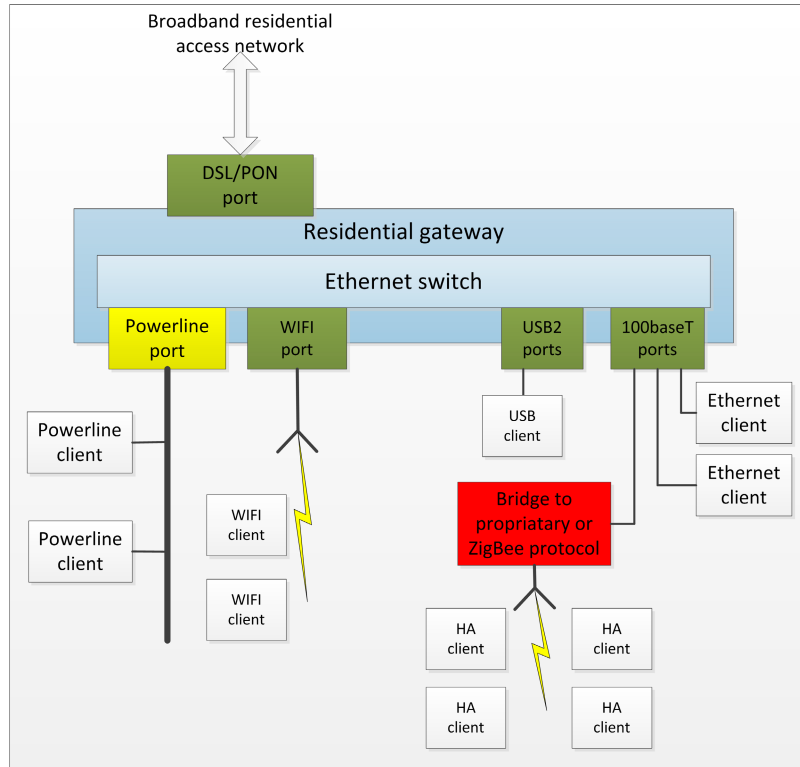 Broadband residential
access network
DSL/PON
port
Residential gateway
Ethernet switch
Powerline
port
WIFI
port
USB2
ports
100baseT
ports
Powerline
client
Powerline
client
WIFI
client
WIFI
client
USB
client
Ethernet
client
Ethernet
client
Bridge to
propriatary or
ZigBee protocol
HA
client
HA
client
HA
client
HA
client